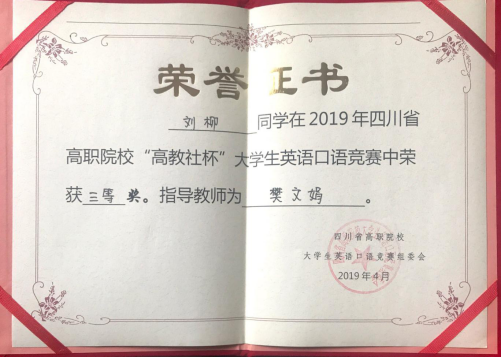 荣誉证书
刘柳 同学在2019年四川省
高职院校“高教社杯”大学生英语口语竞赛中荣
获 三等 奖。指导教师为 樊文娟 。
四川省高职院校
大学生英语口语竞赛组委会
2019年4月